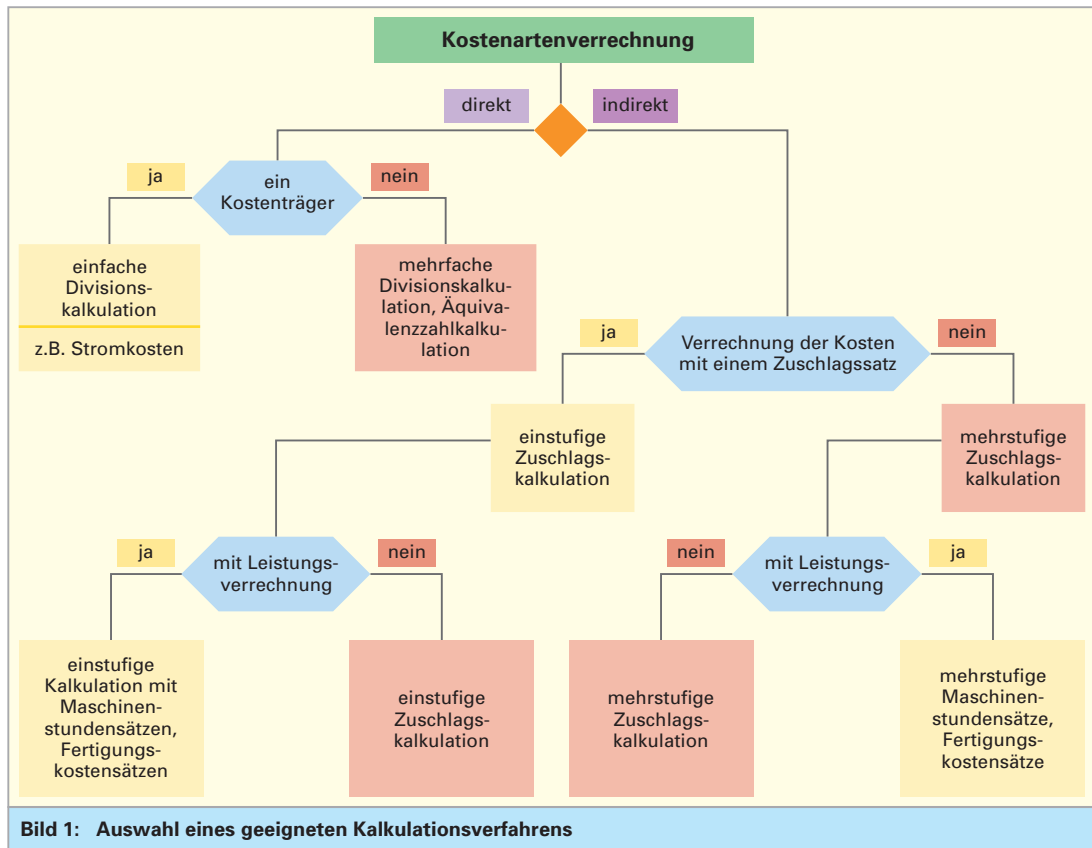 Kostenartenverrechnung
direkt
indirekt
ja
ein
Kostenträger
nein
einfache
Divisions-
kalkulation
z.B. Stromkosten
mehrfache
Divisionskalku-
lation, Äquiva-
lenzzahlkalku-
lation
ja
Verrechnung der Kosten
mit einem Zuschlagssatz
nein
einstufige
Zuschlags-
kalkulation
mehrstufige
Zuschlags-
kalkulation
ja
mit Leistungs-
verrechnung
nein
nein
mit Leistungs-
verrechnung
ja
einstufige
Kalkulation mit
Maschinen-
stundensätzen,
Fertigungs-
kostensätzen
einstufige
Zuschlags-
kalkulation
mehrstufige
Zuschlags-
kalkulation
mehrstufige
Maschinen-
stundensätze,
Fertigungs-
kostensätze
Bild 1: Auswahl eines geeigneten Kalkulationsverfahrens